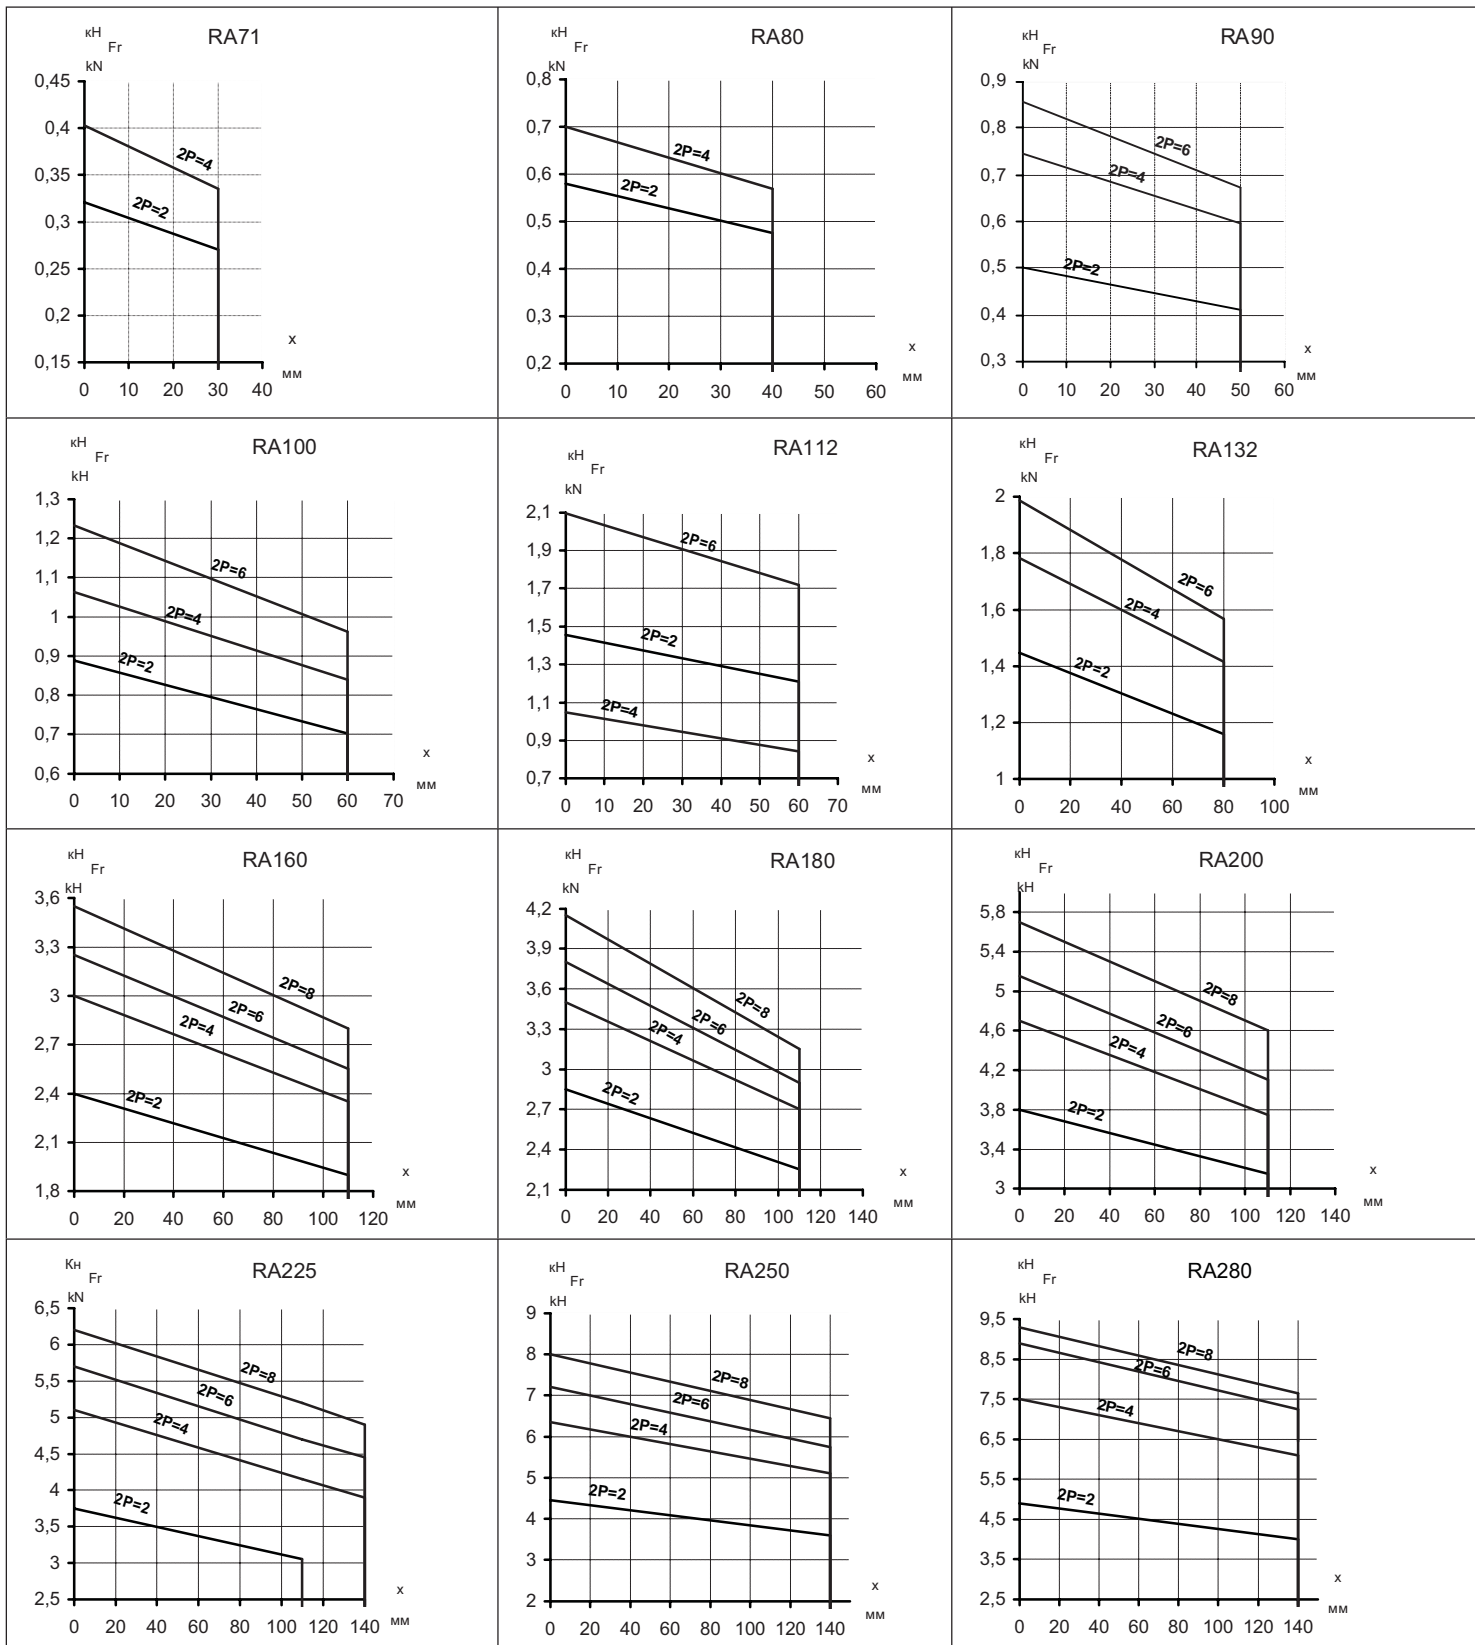 кН
Fr
RA71
kN
0,45
0,4
0,35
0,3
0,25
0,2
0,15
2P=4
2P=2
x
мм
0 10 20 30 40
кН
Fr
RA80
kN
0,8
0,7
0,6
0,5
0,4
0,3
0,2
2P=4
2P=2
x
мм
0 10 20 30 40 50 60
кН
Fr
RA90
kN
0,9
0,8
0,7
0,6
0,5
0,4
0,3
2P=6
2P=4
2P=2
x
мм
0 10 20 30 40 50 60
кН
Fr
RA100
kH
1,3
1,2
1,1
1
0,9
0,8
0,7
0,6
2P=6
2P=4
2P=2
x
мм
0 10 20 30 40 50 60 70
кН
Fr
RA112
kN
2,1
1,9
1,7
1,5
1,3
1,1
0,9
0,7
2P=6
2P=2
2P=4
x
мм
0 10 20 30 40 50 60 70
кН
Fr
RA132
kN
2
1,8
1,6
1,4
1,2
1
2P=6
2P=4
2P=2
x
мм
0 20 40 60 80 100
кН
Fr
RA160
kH
3,6
3,3
3
2,7
2,4
2,1
1,8
2P=8
2P=6
2P=4
2P=2
x
мм
0 20 40 60 80 100 120
кН
Fr
RA180
kN
4,2
3,9
3,6
3,3
3
2,7
2,4
2,1
2P=8
2P=6
2P=4
2P=2
x
мм
0 20 40 60 80 100 120 140
кН
Fr
RA200
kH
5,8
5,4
5
4,6
4,2
3,8
3,4
3
2P=8
2P=6
2P=4
2P=2
x
мм
0 20 40 60 80 100 120 140
Кн
Fr
RA225
kN
6,5
6
5,5
5
4,5
4
3,5
3
2,5
2P=8
2P=6
2P=4
2P=2
x
мм
0 20 40 60 80 100 120 140
кН
Fr
RA250
kH
9
8
7
6
5
4
3
2
2P=8
2P=6
2P=4
2P=2
x
мм
0 20 40 60 80 100 120 140
кН
Fr
RA280
kH
9,5
8,5
7,5
6,5
5,5
4,5
3,5
2,5
2P=8
2P=6
2P=4
2P=2
x
мм
0 20 40 60 80 100 120 140